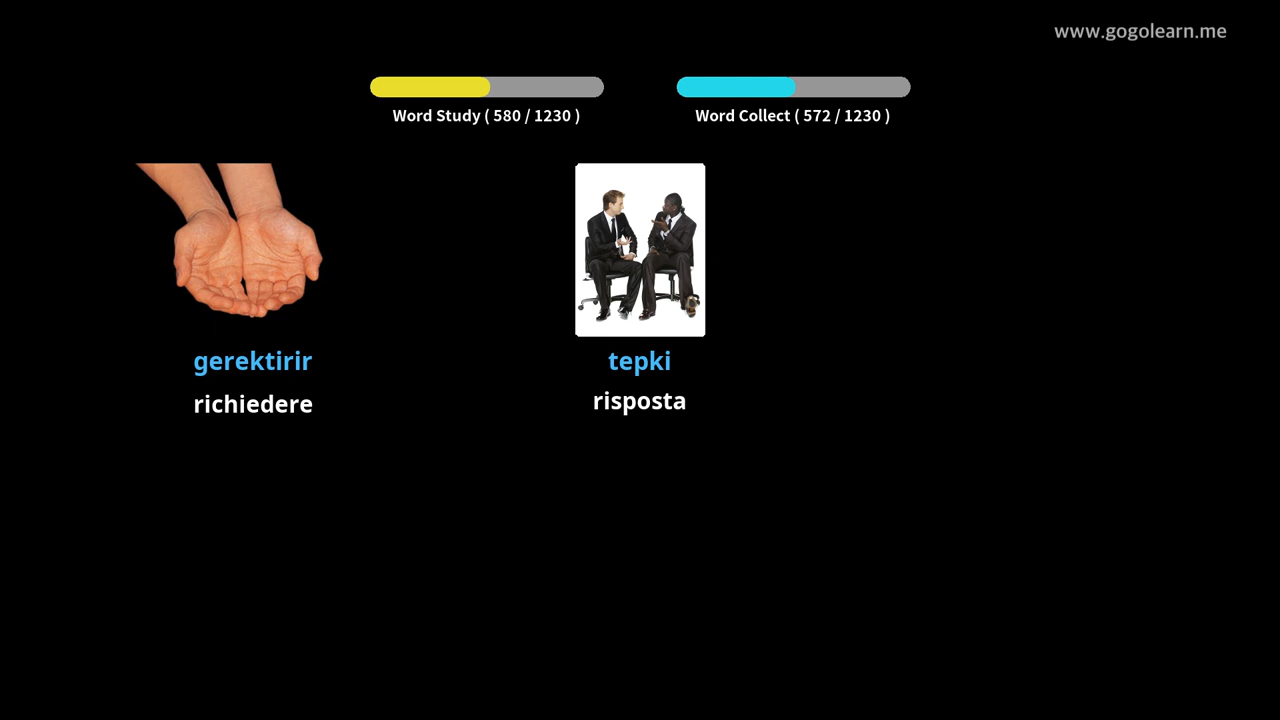 www.gogolearn.me
Word Study ( 580 / 1230 )
Word Collect ( 572 / 1230 )
gerektirir
richiedere
tepki
risposta